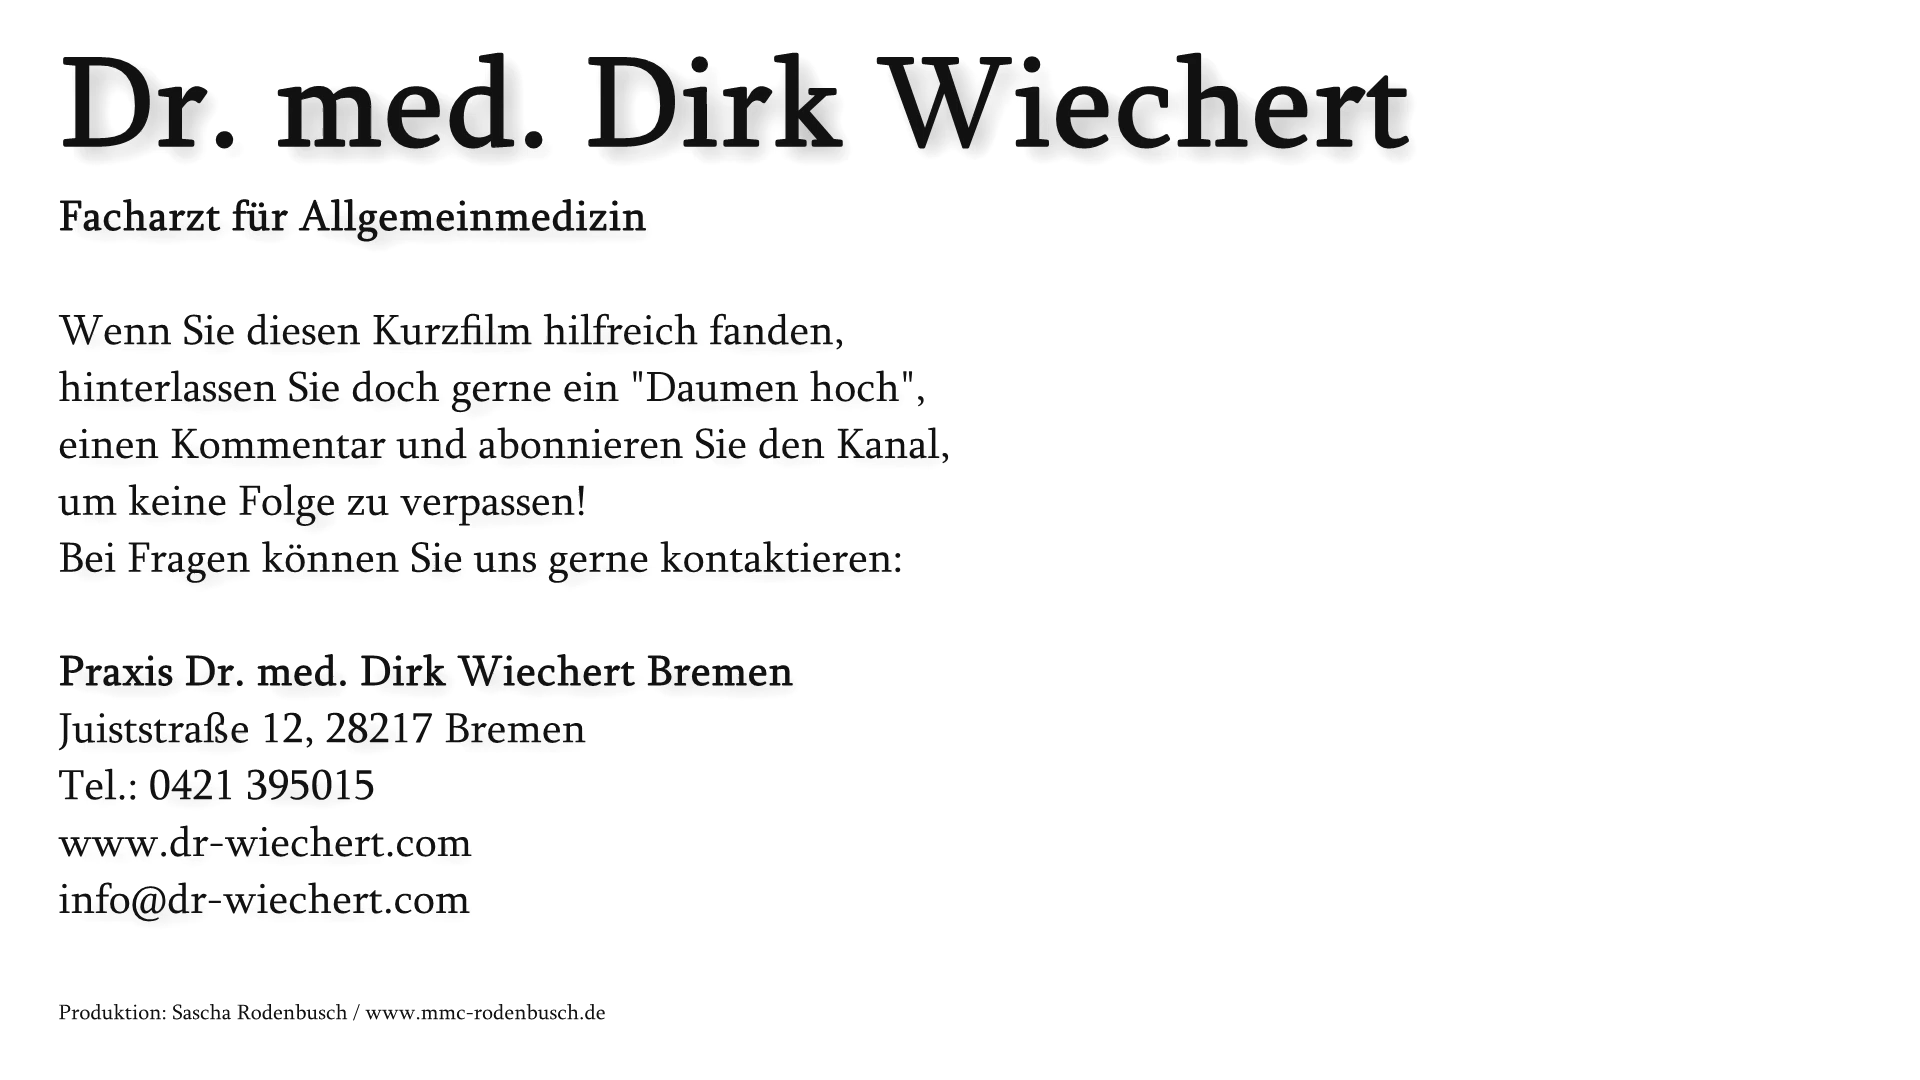 Dr. med. Dirk Wiechert
Facharzt für Allgemeinmedizin
Wenn Sie diesen Kurzfilm hilfreich fanden,
hinterlassen Sie doch gerne ein "Daumen hoch",
einen Kommentar und abonnieren Sie den Kanal,
um keine Folge zu verpassen!
Bei Fragen können Sie uns gerne kontaktieren:
Praxis Dr. med. Dirk Wiechert Bremen
Juiststraße 12, 28217 Bremen
Tel.: 0421 395015
www.dr-wiechert.com
info@dr-wiechert.com
Produktion: Sascha Rodenbusch / www.mmc-rodenbusch.de